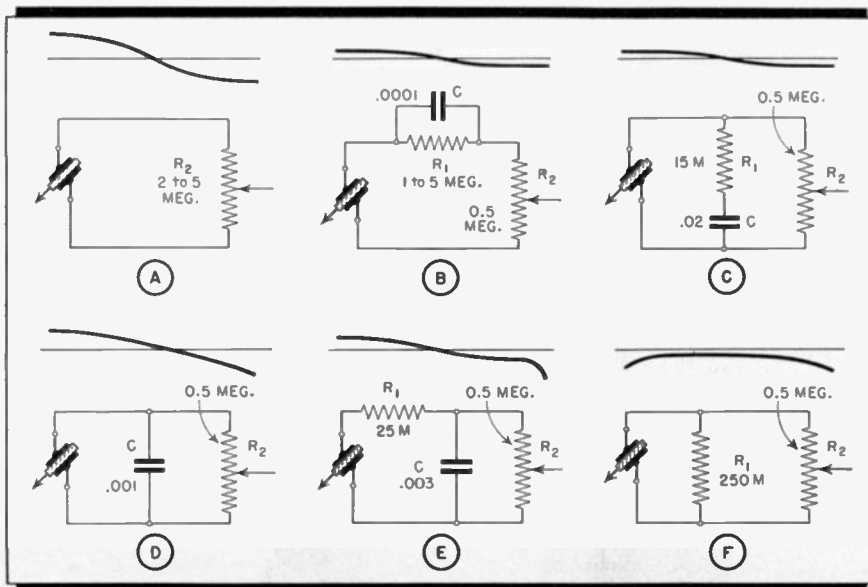 R2
2 to 5
MEG.
A
.0001
C
R1
1 to 5 MEG.
R2
0.5
MEG.
B
0.5 MEG.
15 M
R1
R2
.02
C
C
0.5 MEG.
C
.001
R2
D
R1
25 M
0.5 MEG.
C
.003
R2
E
0.5 MEG.
R1
250 M
R2
F